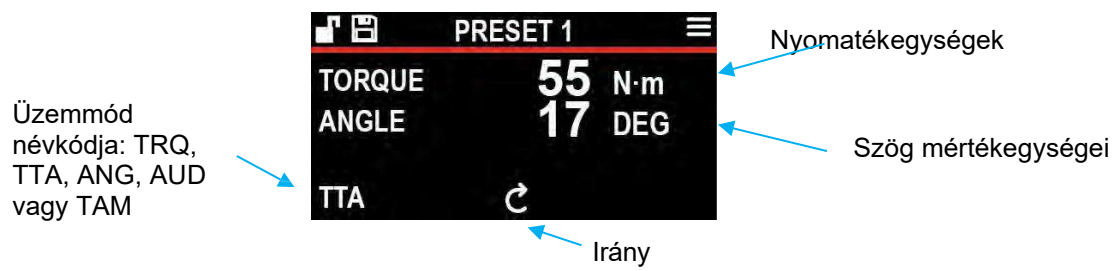 PRESET 1
Nyomatékegységek
TORQUE 55 N·m
ANGLE 17 DEG
Szög mértékegységei
Üzemmód
névkódja: TRQ,
TTA, ANG, AUD
vagy TAM
TTA
Irány